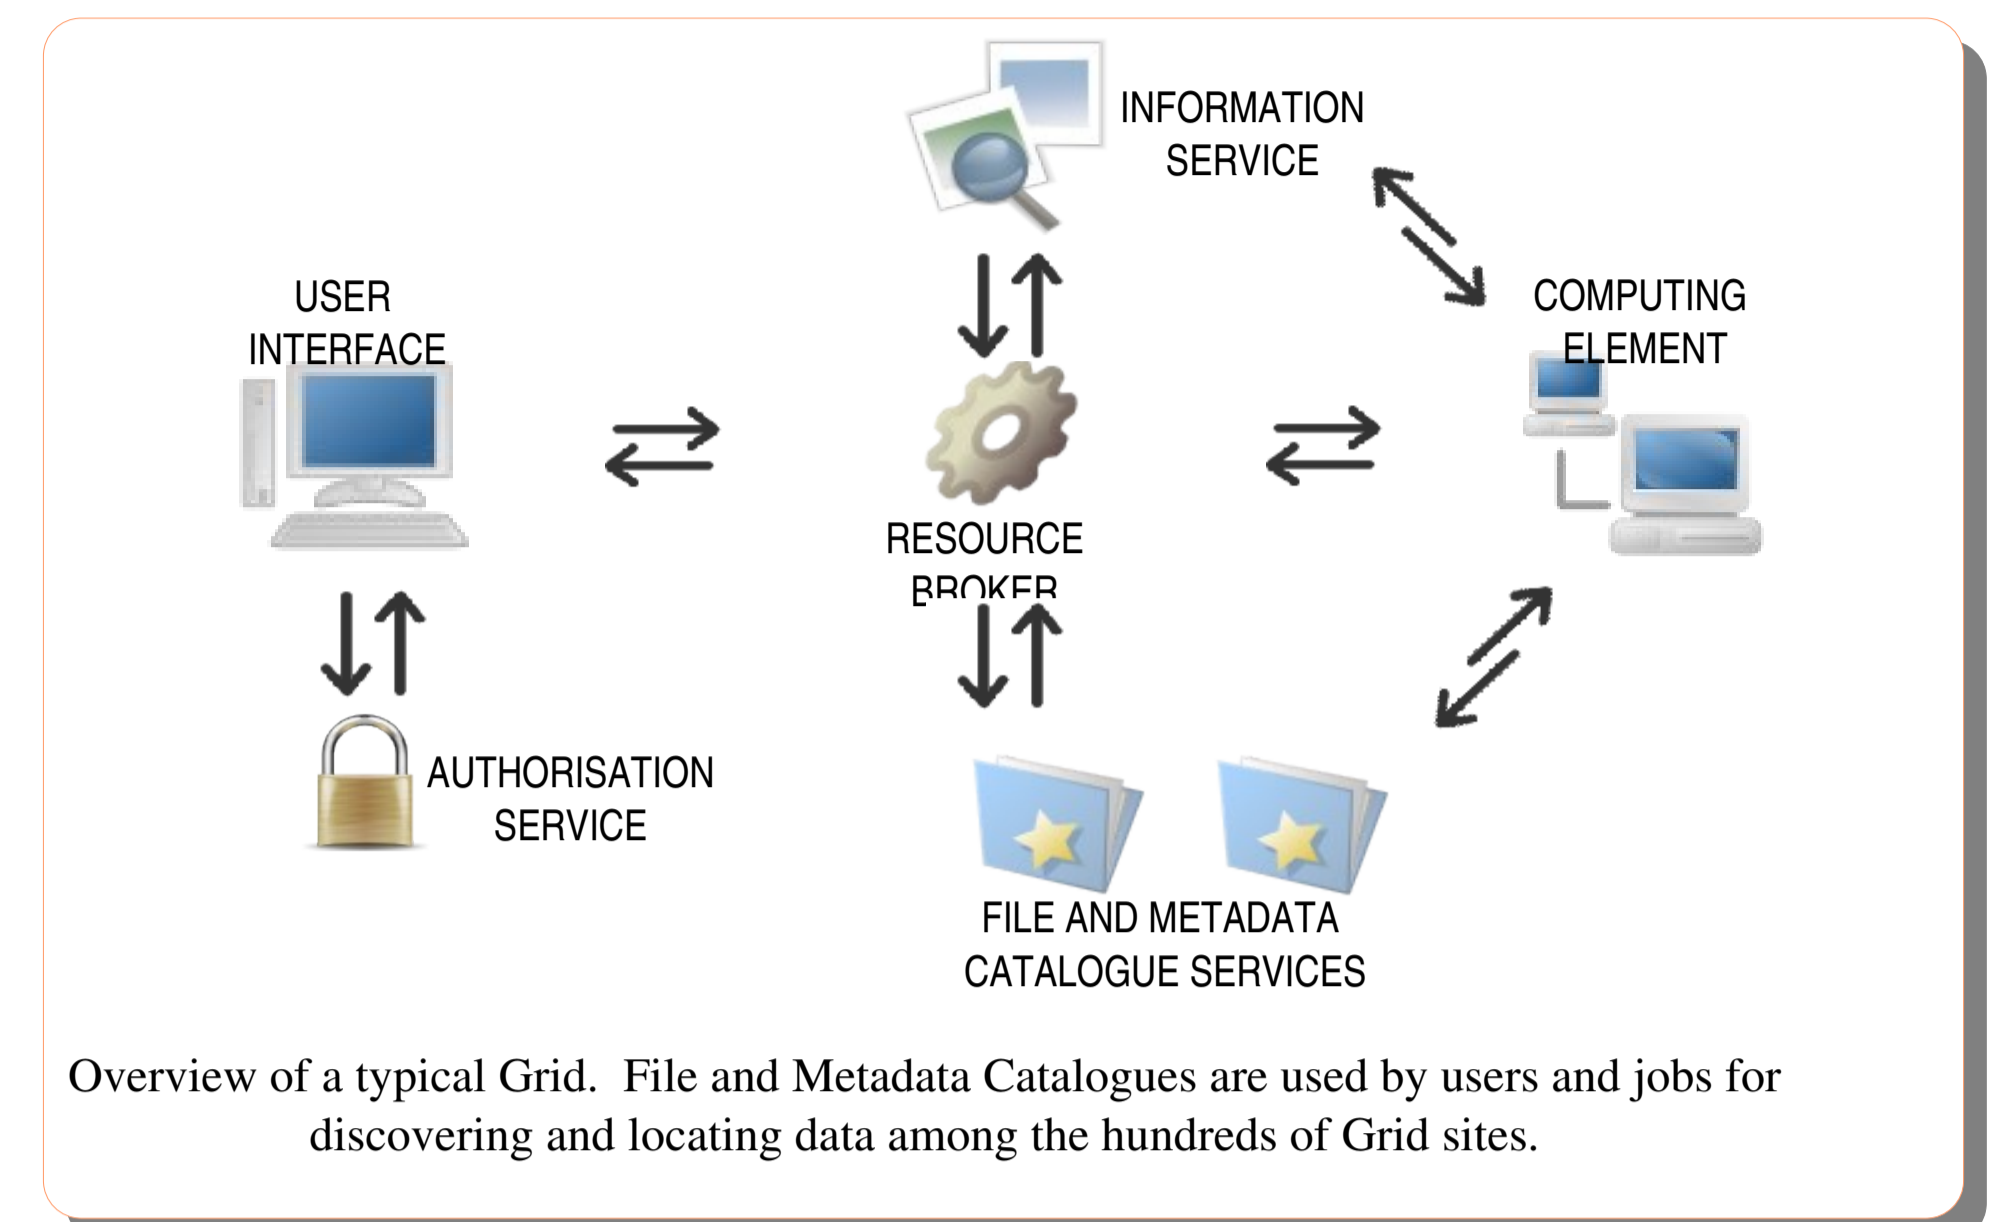 INFORMATION
SERVICE
USER
INTERFACE
COMPUTING
ELEMENT
RESOURCE
BROKER
AUTHORISATION
SERVICE
FILE AND METADATA
CATALOGUE SERVICES
Overview of a typical Grid.  File and Metadata Catalogues are used by users and jobs for
discovering and locating data among the hundreds of Grid sites.